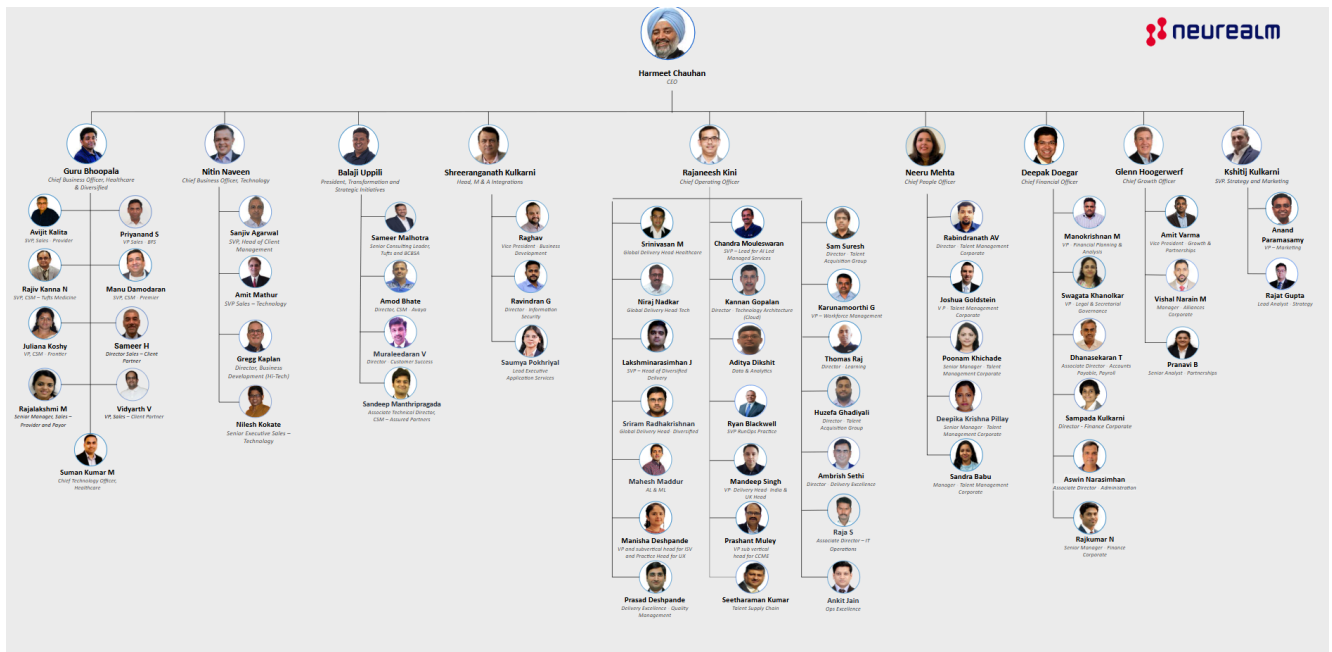 neurealm
Harmeet Chauhan
CEO
Guru Bhoopala
Chief Business Officer, Healthcare
& Diversified
Avijit Kalita
SVP, Sales - Provider
Priyanand S
VP Sales - BFS
Rajiv Kanna N
SVP, CSM – Tufts Medicine
Manu Damodaran
SVP, CSM – Premier
Juliana Koshy
VP, CSM - Frontier
Sameer H
Director Sales – Client
Partner
Rajalakshmi M
Senior Manager, Sales –
Provider and Payor
Vidyarth V
VP, Sales – Client Partner
Suman Kumar M
Chief Technology Officer,
Healthcare
Nitin Naveen
Chief Business Officer, Technology
Sanjiv Agarwal
SVP, Head of Client
Management
Amit Mathur
SVP Sales – Technology
Gregg Kaplan
Director, Business
Development (Hi-Tech)
Nilesh Kokate
Senior Executive Sales –
Technology
Balaji Uppili
President, Transformation and
Strategic Initiatives
Sameer Malhotra
Senior Consulting Leader,
Tufts and BCBSA
Amod Bhate
Director, CSM - Avaya
Muraleedaran V
Director - Customer Success
Sandeep Manthripragada
Associate Technical Director,
CSM – Assured Partners
Shreeranganath Kulkarni
Head, M & A Integrations
Raghav
Vice President - Business
Development
Ravindran G
Director - Information
Security
Saumya Pokhriyal
Lead Executive
Application Services
Rajaneesh Kini
Chief Operating Officer
Srinivasan M
Global Delivery Head Healthcare
Niraj Nadkar
Global Delivery Head Tech
Lakshminarasimhan J
SVP – Head of Diversified
Delivery
Sriram Radhakrishnan
Global Delivery Head - Diversified
Mahesh Maddur
AL & ML
Manisha Deshpande
VP and subvertical head for GV
and Practice Head for UX
Prasad Deshpande
Delivery Excellence - Quality
Management
Chandra Mouleswaran
SVP – Lead for AI Led
Managed Services
Kannan Gopalan
Director - Technology Architecture
(Cloud)
Aditya Dikshit
Data & Analytics
Ryan Blackwell
SVP RunOps Practice
Mandeep Singh
VP - Delivery Head - India &
UK Head
Prashant Muley
VP sub vertical
head for CCME
Seetharaman Kumar
Talent Supply Chain
Sam Suresh
Director - Talent
Acquisition Group
Karunamoorthi G
VP – Workforce Management
Thomas Raj
Director - Learning
Huzefa Ghadiyali
Director - Talent
Acquisition Group
Ambrish Sethi
Director - Delivery Excellence
Raja S
Associate Director – IT
Operations
Ankit Jain
Ops Excellence
Neeru Mehta
Chief People Officer
Rabindranath AV
Director - Talent Management
Corporate
Joshua Goldstein
V P - Talent Management
Corporate
Poonam Khichade
Senior Manager - Talent
Management Corporate
Deepika Krishna Pillay
Senior Manager - Talent
Management Corporate
Sandra Babu
Manager - Talent Management
Corporate
Deepak Doegar
Chief Financial Officer
Manokrishnan M
VP - Financial Planning &
Analysis
Swagata Khanolkar
VP - Legal & Secretarial
Governance
Dhanasekaran T
Associate Director - Accounts
Payable, Payroll
Sampada Kulkarni
Director - Finance Corporate
Aswin Narasimhan
Associate Director - Administration
Rajkumar N
Senior Manager - Finance
Corporate
Glenn Hoogerwerf
Chief Growth Officer
Amit Varma
Vice President - Growth &
Partnerships
Vishal Narain M
Manager - Alliances
Corporate
Pranavi B
Senior Analyst - Partnerships
Kshitij Kulkarni
SVP, Strategy and Marketing
Anand
Paramasamy
VP – Marketing
Rajat Gupta
Lead Analyst - Strategy